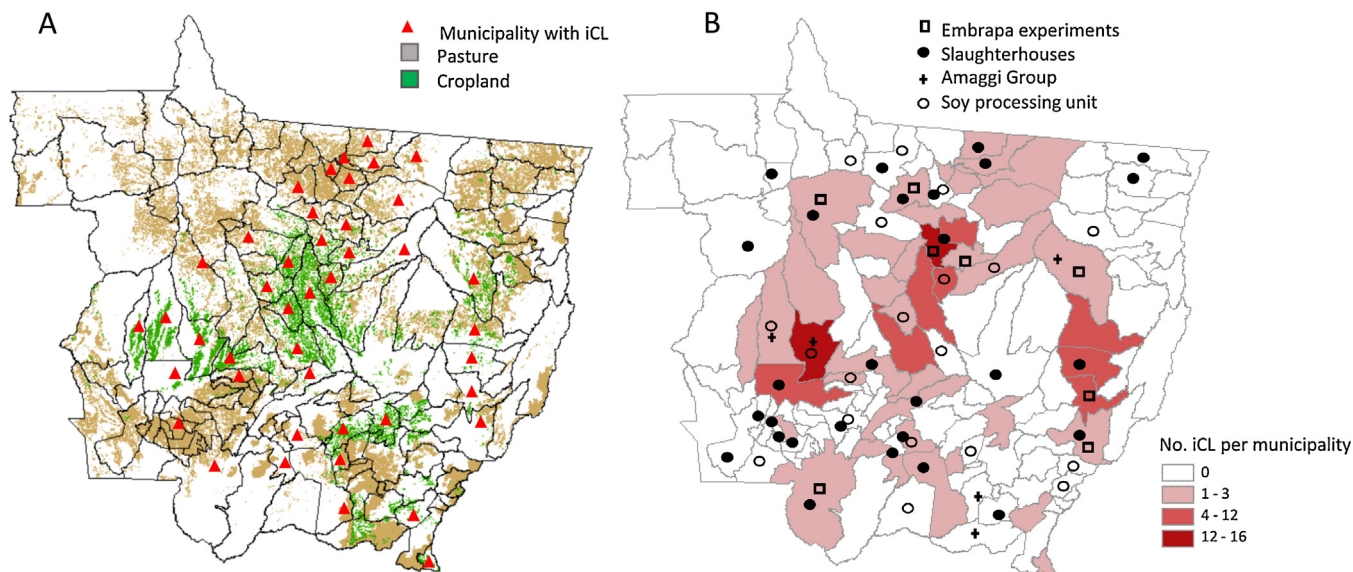 A
Municipality with iCL
Pasture
Cropland
B
Embrapa experiments
Slaughterhouses
Amaggi Group
Soy processing unit
No. iCL per municipality
0
1 - 3
4 - 12
12 - 16